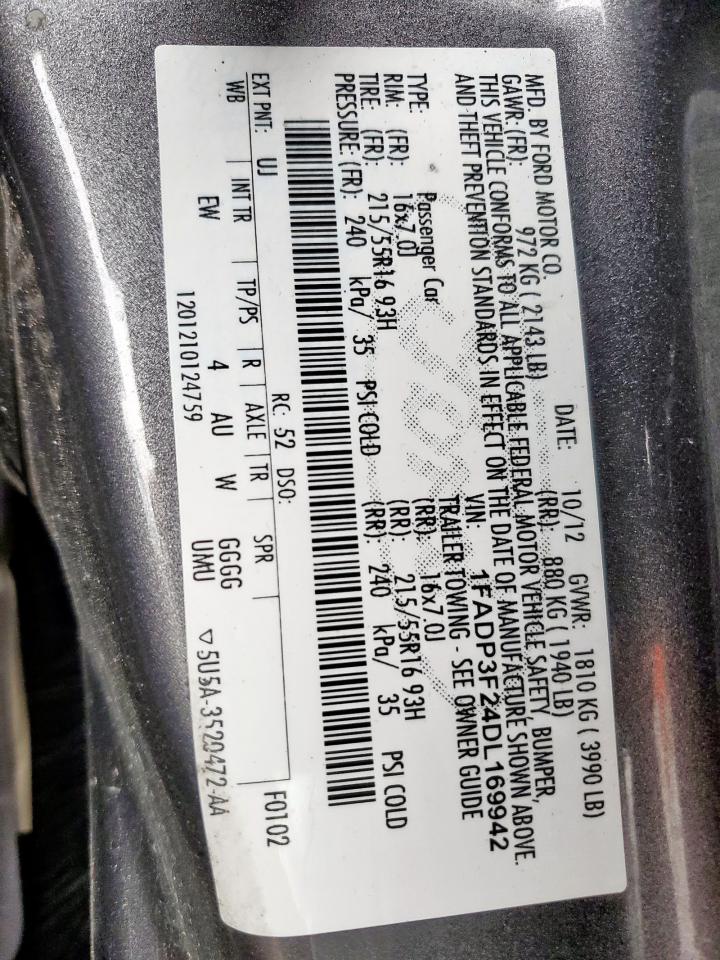 MFD. BY FORD MOTOR CO. DATE: 10/12 GVWR: 1810 KG ( 3990 LB)
GAWR: (FR): 972 KG ( 2143 LB) (RR): 880 KG ( 1940 LB)
THIS VEHICLE CONFORMS TO ALL APPLICABLE FEDERAL MOTOR VEHICLE SAFETY, BUMPER,
AND THEFT PREVENTION STANDARDS IN EFFECT ON THE DATE OF MANUFACTURE SHOWN ABOVE.
VIN: 1FADP3F24DL169942
TYPE: Passenger Car TRAILER TOWING - SEE OWNER GUIDE
RIM: (FR): 16x7.0J (RR): 16x7.0J
TIRE: (FR): 215/55R16 93H (RR): 215/55R16 93H
PRESSURE: (FR): 240 kPa/ 35 PSI COLD (RR): 240 kPa/ 35 PSI COLD
RC: 52 DSO: F0102
EXT PNT: UJ
WB INT TR TP/PS R AXLE TR SPR
EW 4 AU W GGGG
UMU
1201210124759 ▽5U5A-3520472-AA